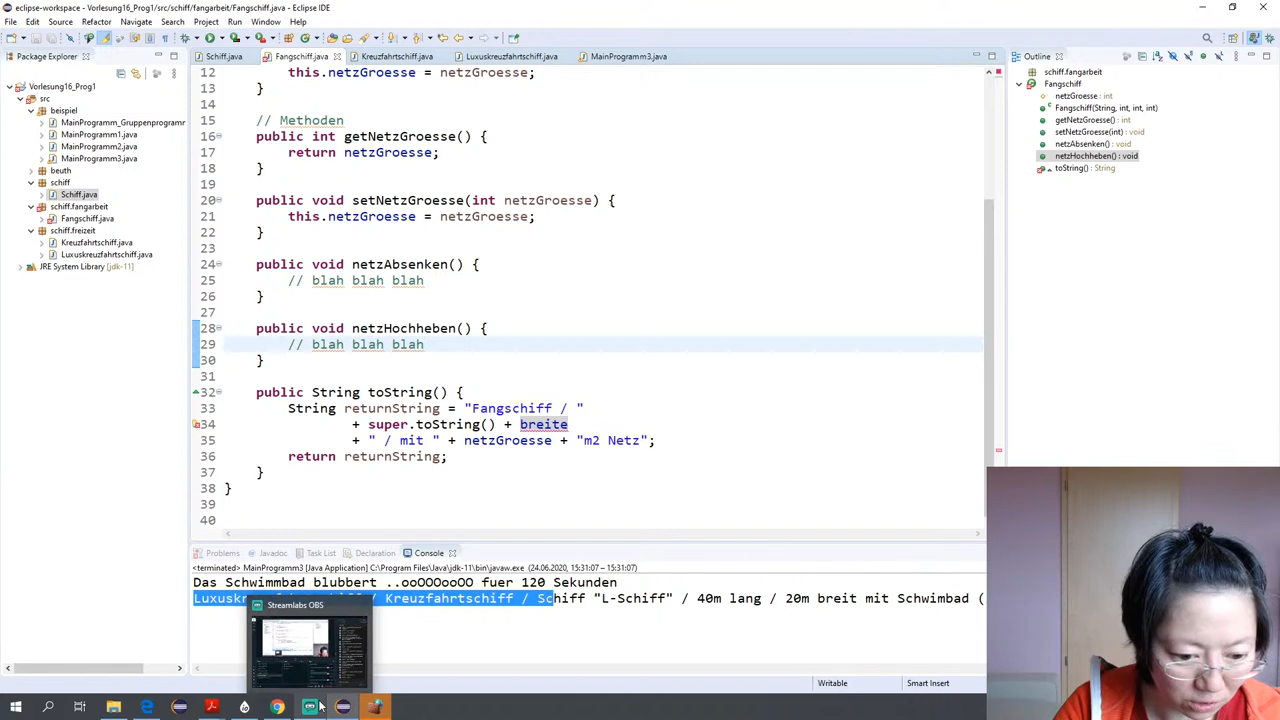 eclipse-workspace - Vorlesung16_Prog1/src/schiff/fangarbeit/Fangschiff.java - Eclipse IDE
File Edit Source Refactor Navigate Search Project Run Window Help
Package Explorer
Vorlesung16_Prog1
src
beispiel
MainProgramm_Gruppenprogramm
MainProgramm1.java
MainProgramm2.java
MainProgramm3.java
beuth
schiff
Schiff.java
schiff.fangarbeit
Fangschiff.java
schiff.freizeit
Kreuzfahrtschiff.java
Luxuskreuzfahrtschiff.java
JRE System Library [jdk-11]
Schiff.java Fangschiff.java Kreuzfahrtschiff.java Luxuskreuzfahrtschiff.java MainProgramm3.java
12 this.netzGroesse = netzGroesse;
13 }
14
15 // Methoden
16 public int getNetzGroesse() {
17 return netzGroesse;
18 }
19
20 public void setNetzGroesse(int netzGroesse) {
21 this.netzGroesse = netzGroesse;
22 }
23
24 public void netzAbsenken() {
25 // blah blah blah
26 }
27
28 public void netzHochheben() {
29 // blah blah blah
30 }
31
32 public String toString() {
33 String returnString = "Fangschiff / "
34 + super.toString() + breite
35 + " / mit " + netzGroesse + "m2 Netz";
36 return returnString;
37 }
38 }
39
40
Outline
schiff.fangarbeit
Fangschiff
netzGroesse : int
Fangschiff(String, int, int, int)
getNetzGroesse() : int
setNetzGroesse(int) : void
netzAbsenken() : void
netzHochheben() : void
toString() : String
Problems Javadoc Task List Declaration Console
<terminated> MainProgramm3 [Java Application] C:\Program Files\Java\jdk-11\bin\javaw.exe (24.06.2020, 15:31:07 – 15:31:07)
Das Schwimmbad blubbert ..ooOOOooOO fuer 120 Sekunden
/ Kreuzfahrtschiff / Schiff "L-Schiff" / 40m lang / 20m breit mit Schwimmbad (
Streamlabs OBS
Writable Smart Insert